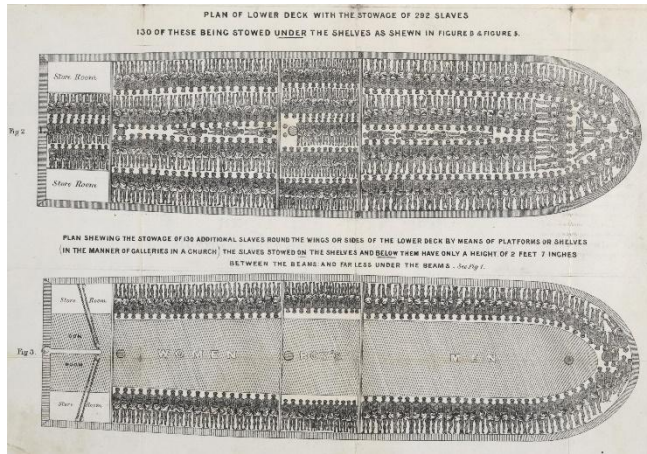 PLAN OF LOWER DECK WITH THE STOWAGE OF 292 SLAVES
130 OF THESE BEING STOWED UNDER THE SHELVES AS SHEWN IN FIGURE B & FIGURE 5.
Store Room
Fig 2
Store Room
PLAN SHEWING THE STOWAGE OF 130 ADDITIONAL SLAVES ROUND THE WINGS OR SIDES OF THE LOWER DECK BY MEANS OF PLATFORMS OR SHELVES
(IN THE MANNER OF GALLERIES IN A CHURCH) THE SLAVES STOWED ON THE SHELVES AND BELOW THEM HAVE ONLY A HEIGHT OF 2 FEET 7 INCHES
BETWEEN THE BEAMS AND FAR LESS UNDER THE BEAMS. See Fig 1.
Store Room
GUN
Fig 3.
WOMEN BOYS MEN
ROOM
Store Room